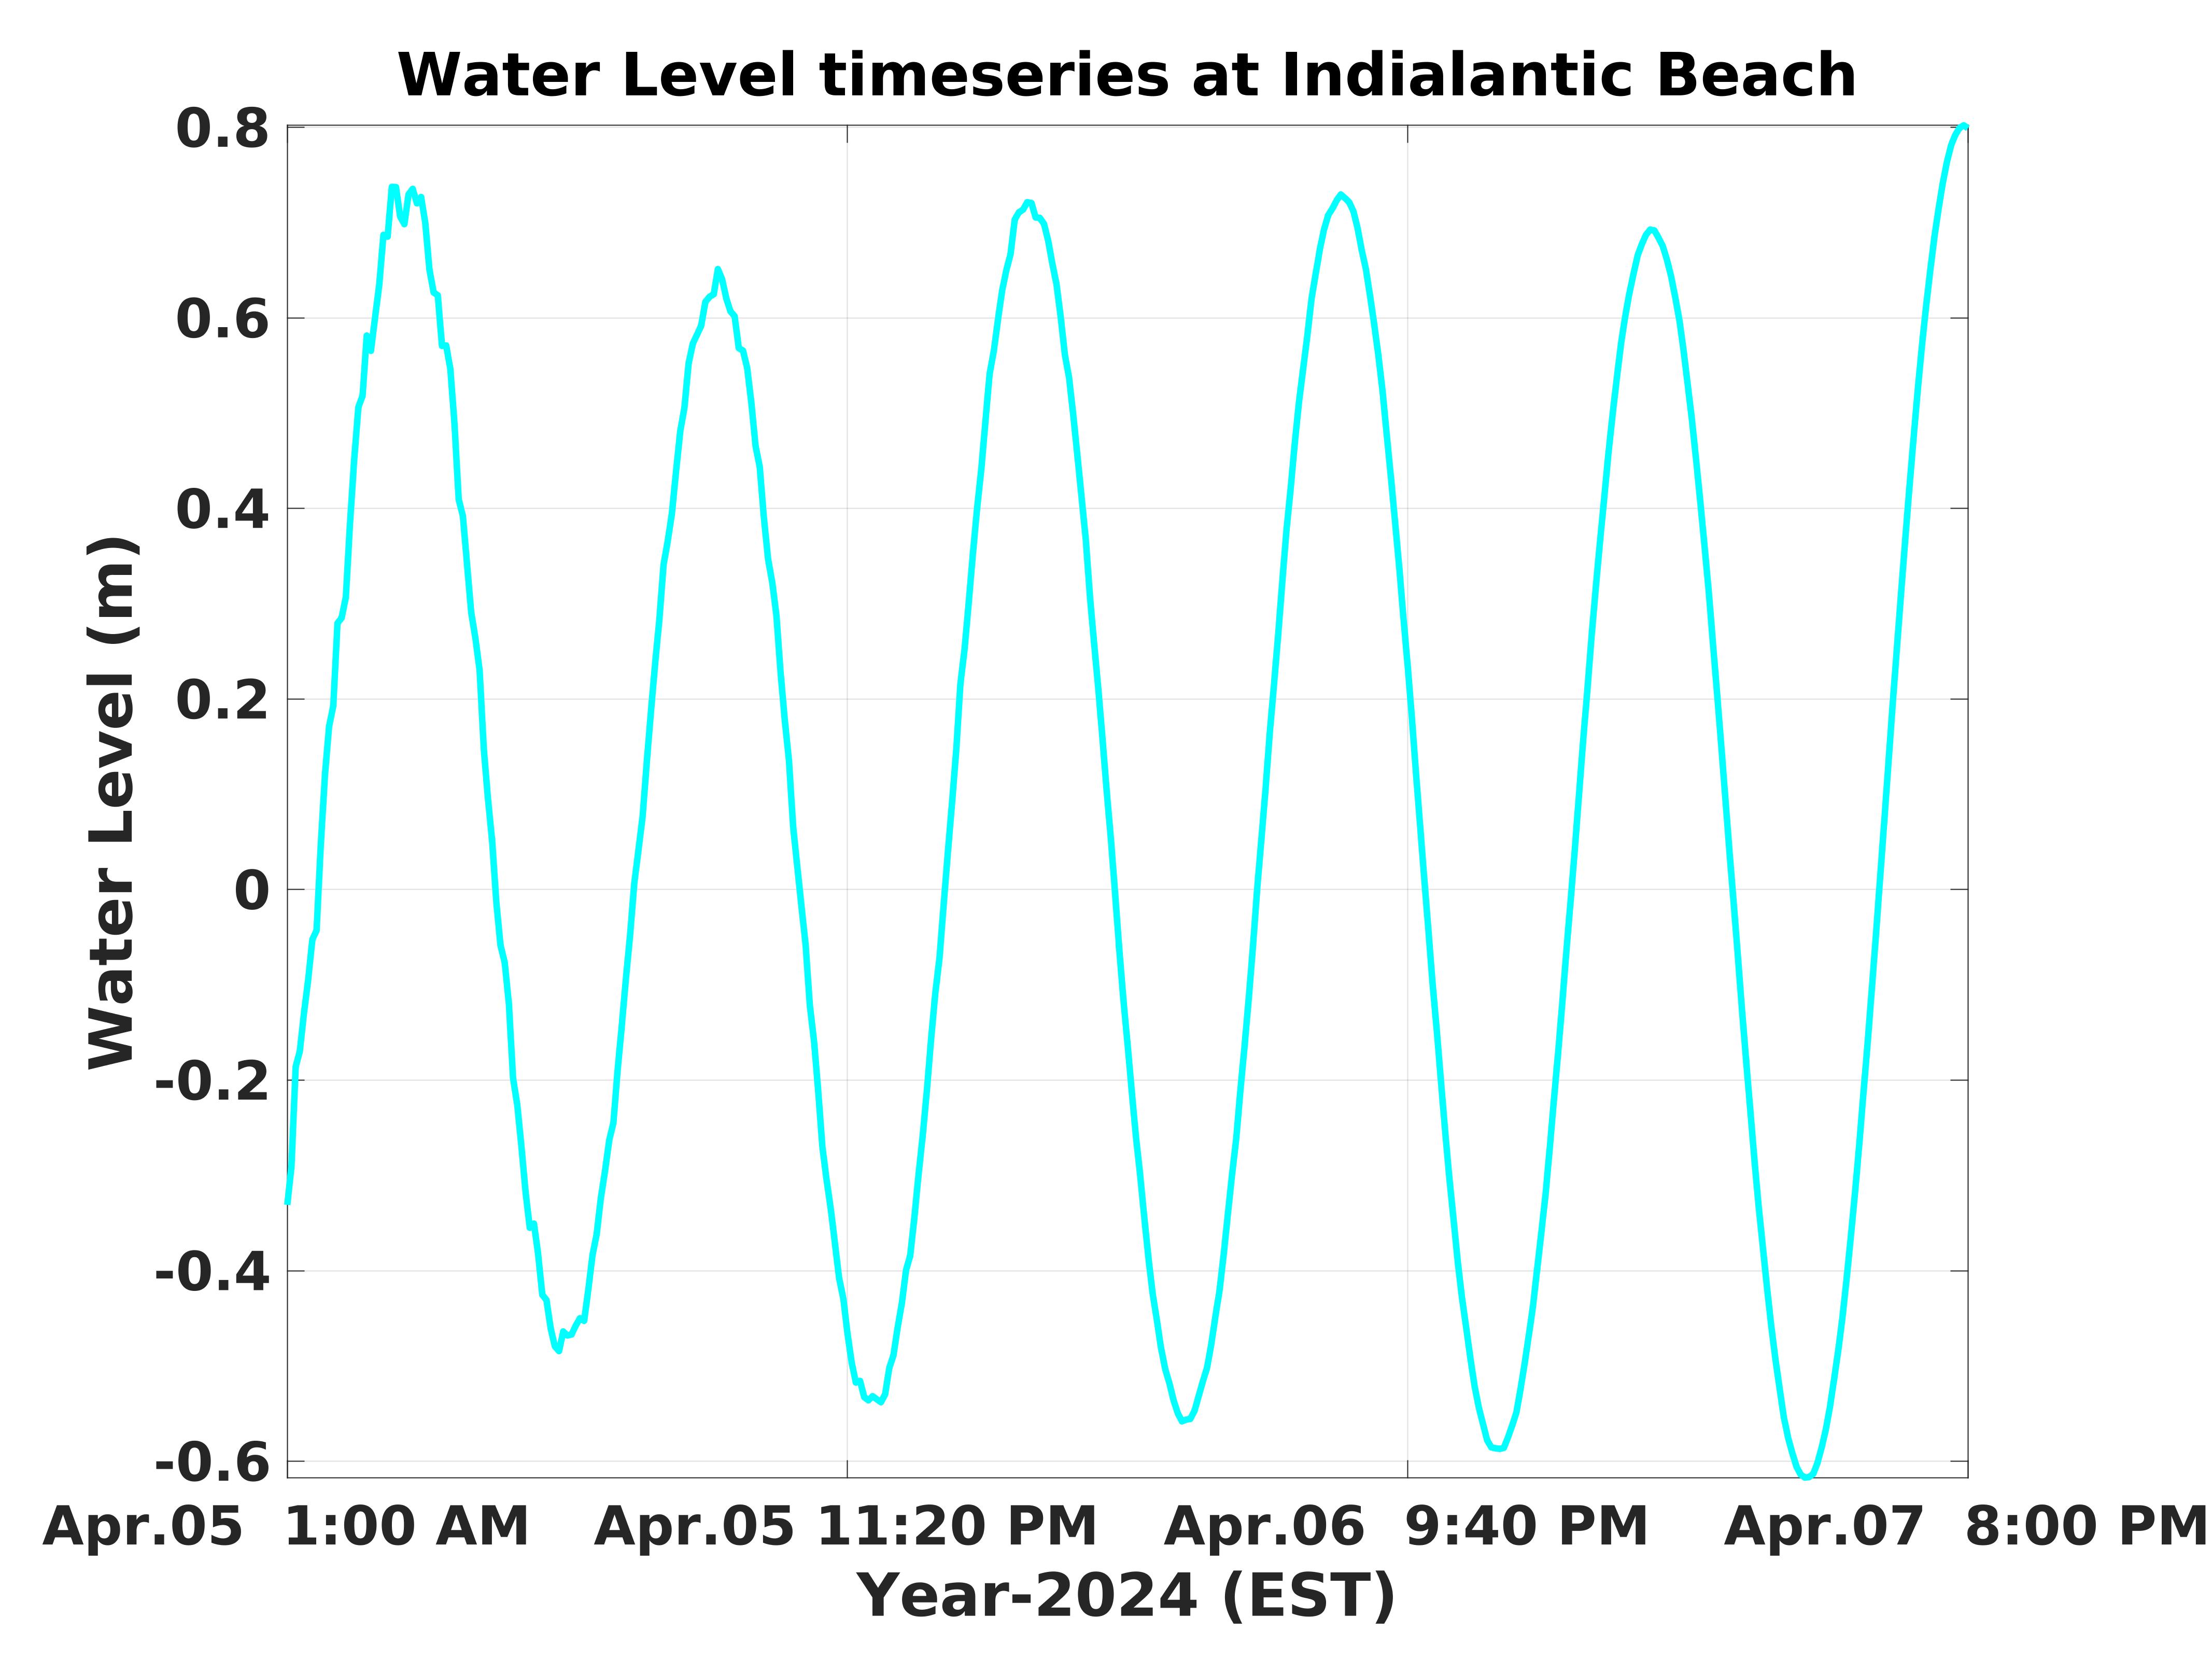 Water Level timeseries at Indialantic Beach
0.8
0.6
0.4
0.2
0
-0.2
-0.4
-0.6
Water Level (m)
Apr.05 1:00 AM Apr.05 11:20 PM Apr.06 9:40 PM Apr.07 8:00 PM
Year-2024 (EST)